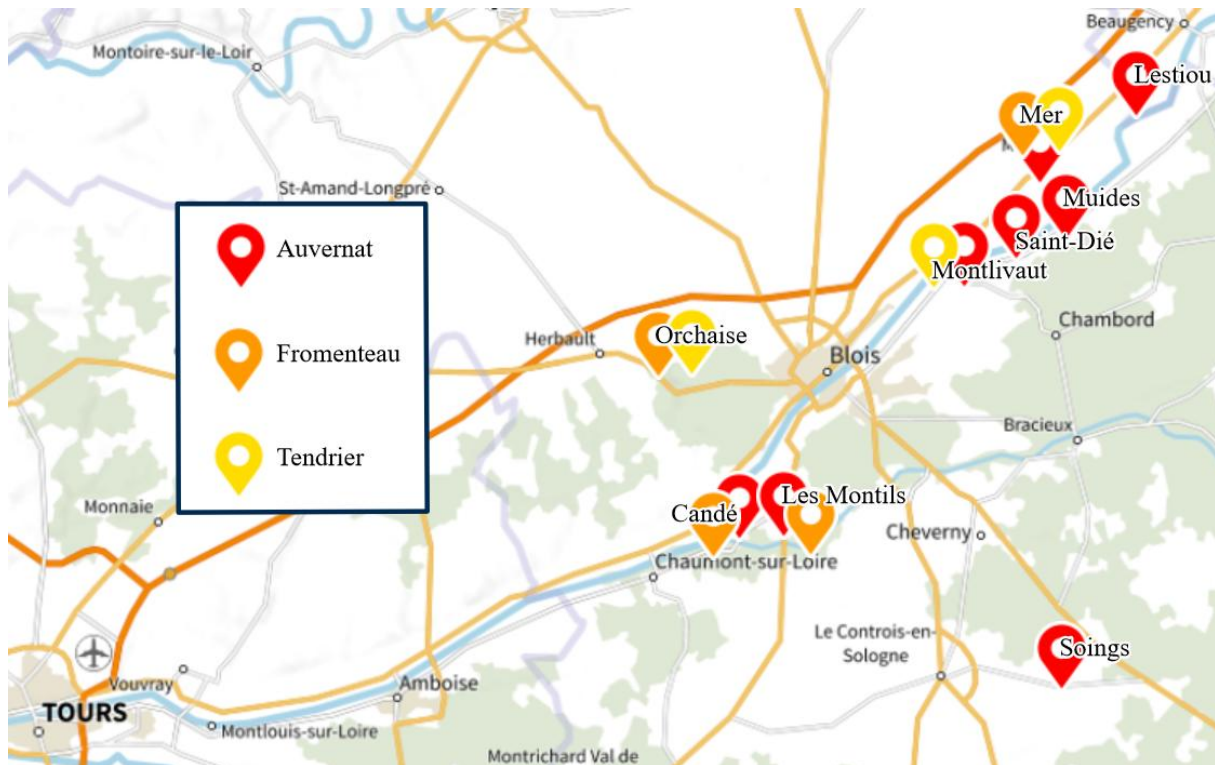 Beaugency
Montoire-sur-le-Loir
Lestiou
Mer
M
St-Amand-Longpré
Muides
Saint-Dié
Auvernat
Montlivaut
Chambord
Herbault
Orchaise
Fromenteau
Blois
Bracieux
Tendrier
Les Montils
Monnaie
Candé
Cheverny
Chaumont-sur-Loire
Le Controis-en-
Sologne
Soings
Vouvray
Amboise
TOURS
Montlouis-sur-Loire
Montrichard Val de